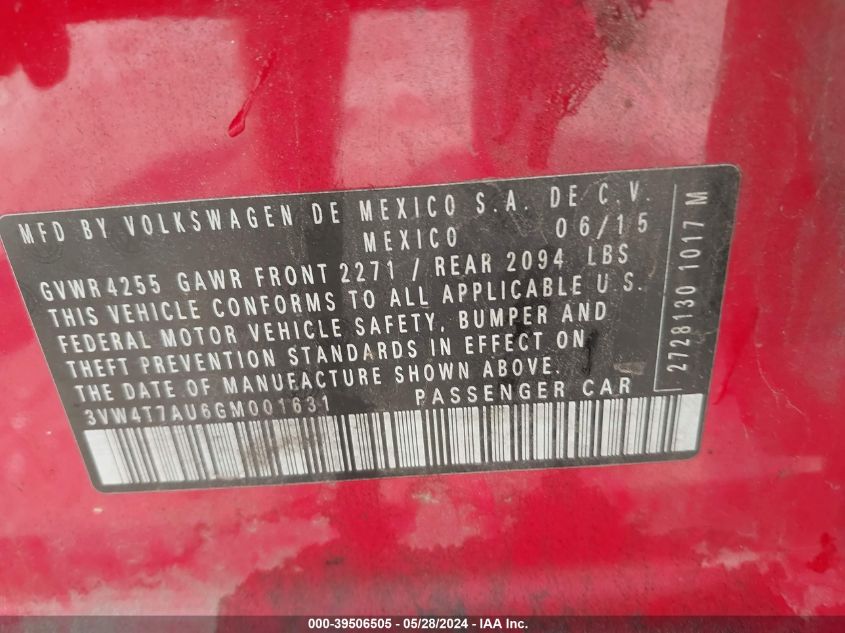 MFD BY VOLKSWAGEN DE MEXICO S.A. DE C.V.
MEXICO 06/15
GVWR 4255 GAWR FRONT 2271 / REAR 2094 LBS
THIS VEHICLE CONFORMS TO ALL APPLICABLE U.S.
FEDERAL MOTOR VEHICLE SAFETY, BUMPER AND
THEFT PREVENTION STANDARDS IN EFFECT ON
THE DATE OF MANUFACTURE SHOWN ABOVE.
3VW4T7AU6GM001631 PASSENGER CAR
2728130 1017 M
000-39506505 - 05/28/2024 - IAA Inc.